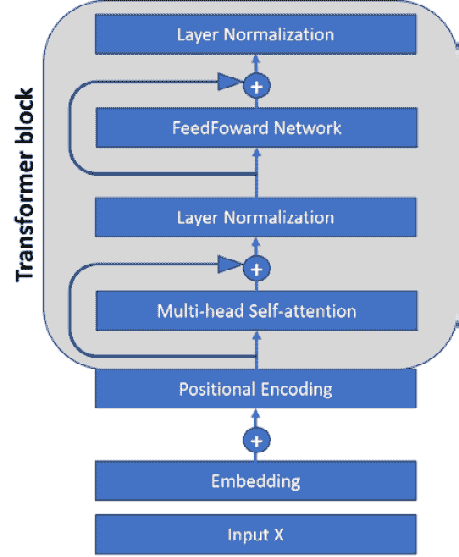 Transformer block
Layer Normalization
+
FeedFoward Network
Layer Normalization
+
Multi-head Self-attention
Positional Encoding
+
Embedding
Input X